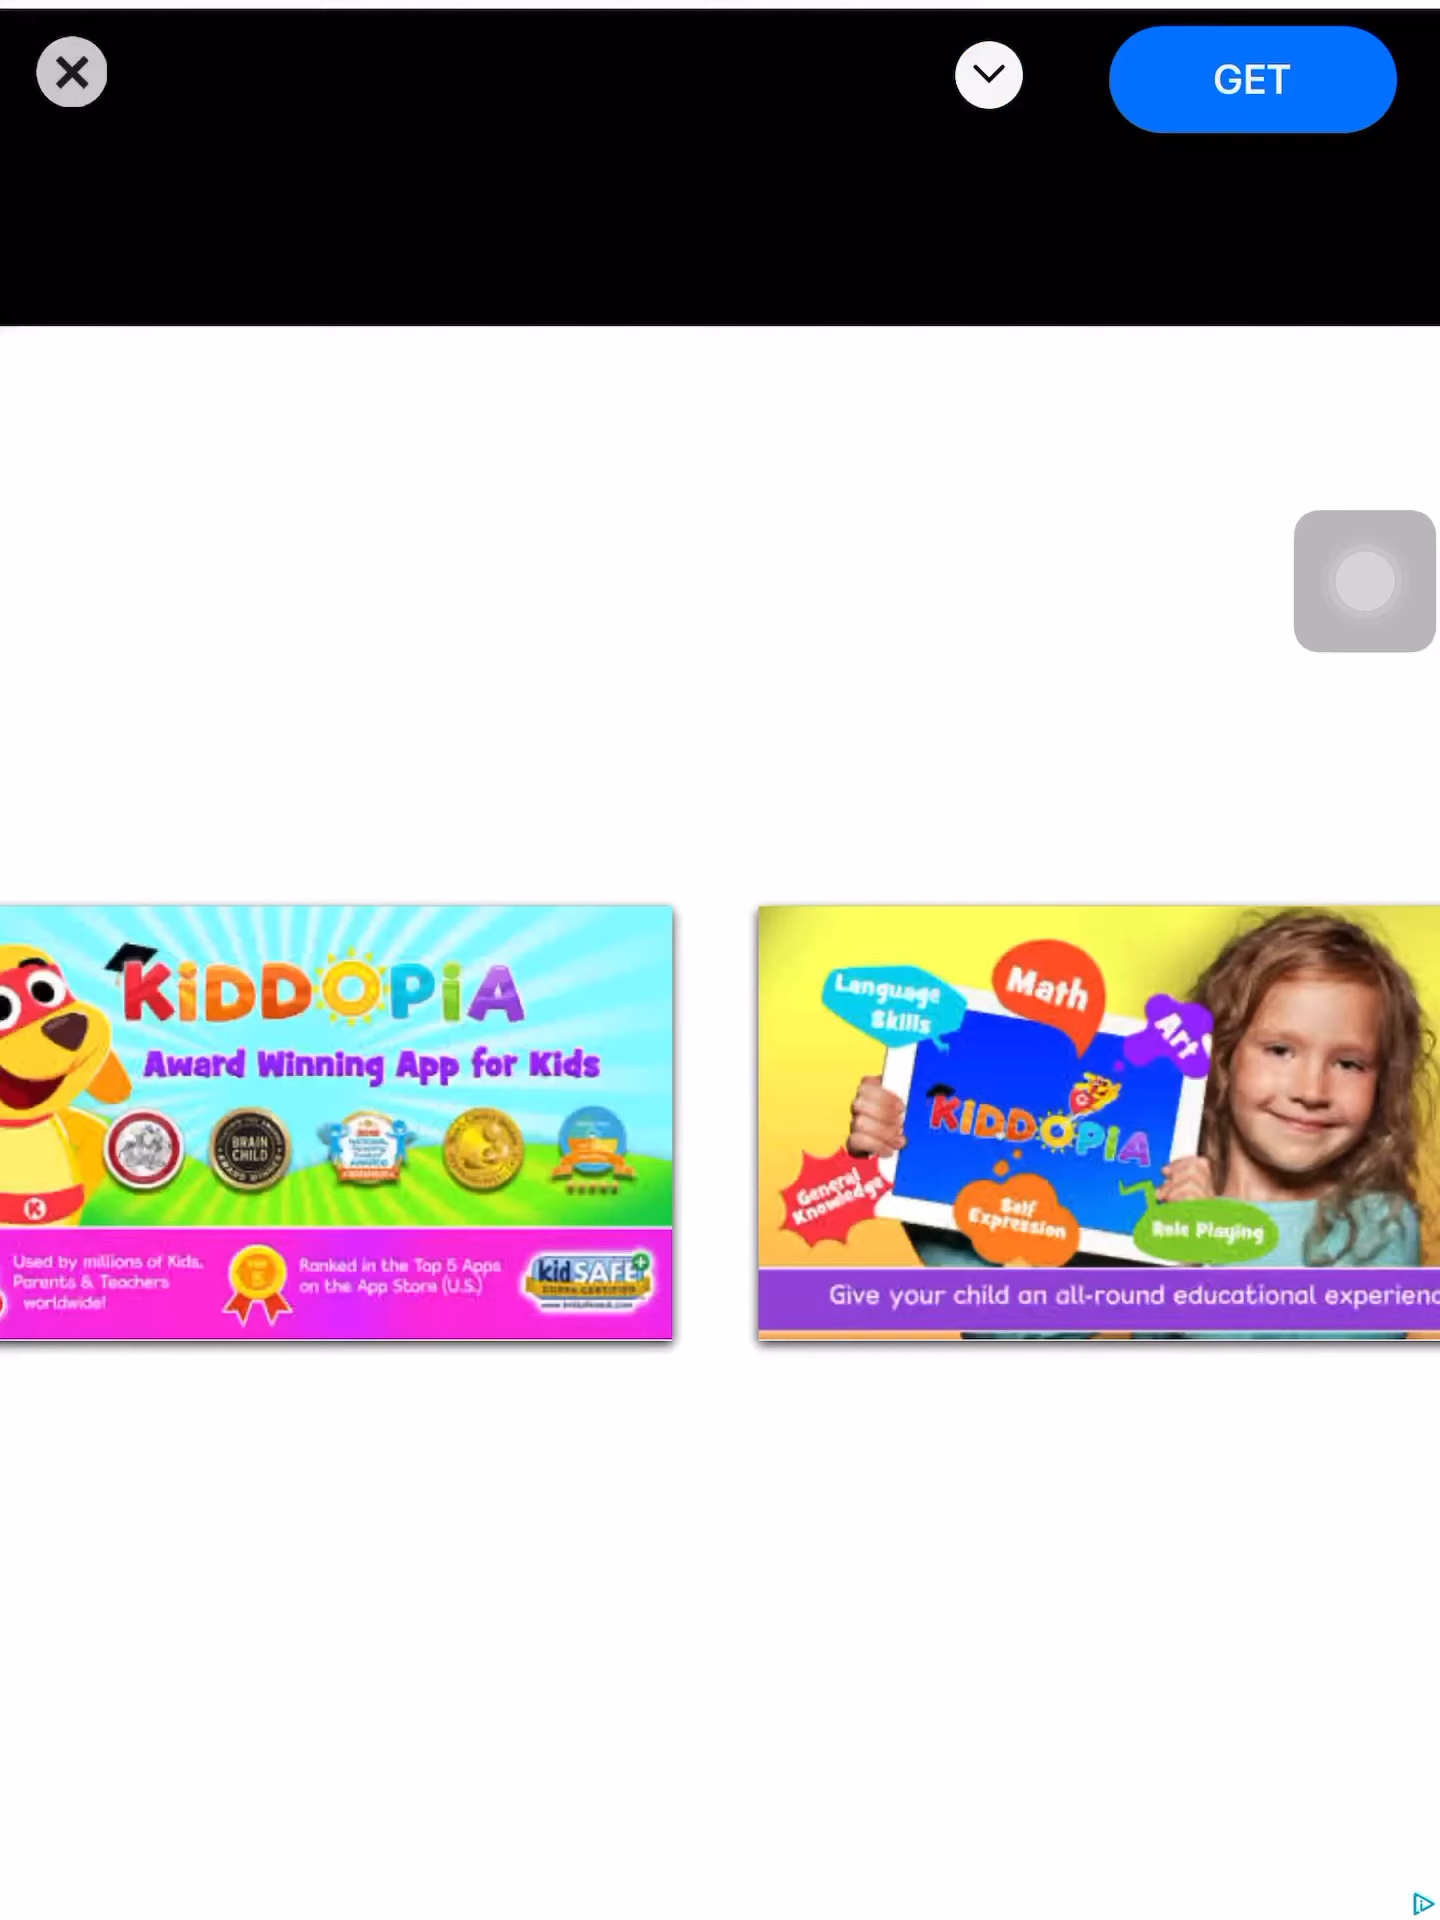 GET
KIDDOPIA
Award Winning App for Kids
BRAIN
CHILD
Used by millions of Kids,
Parents & Teachers
worldwide!
Ranked in the Top 5 Apps
on the App Store (U.S.)
kidSAFE
K
Language
Skills
Math
Art
KIDDOPIA
General
Knowledge
Self
Expression
Role Playing
Give your child an all-round educational